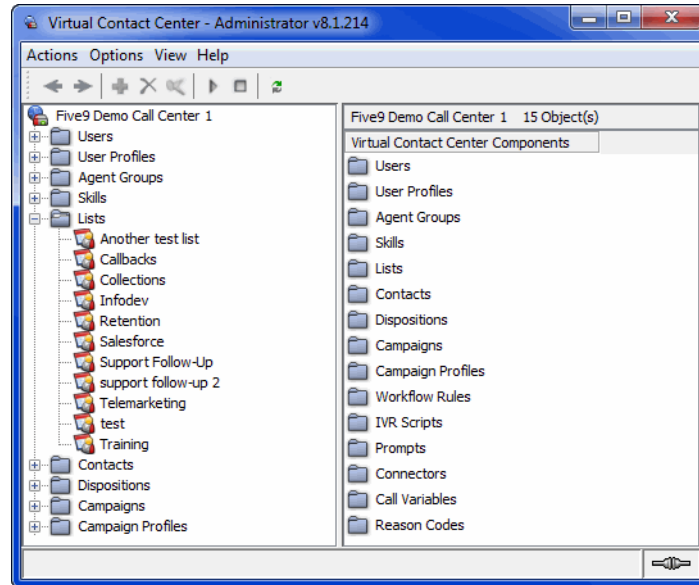 Virtual Contact Center - Administrator v8.1.214
Actions Options View Help
Five9 Demo Call Center 1
Users
User Profiles
Agent Groups
Skills
Lists
Another test list
Callbacks
Collections
Infodev
Retention
Salesforce
Support Follow-Up
support follow-up 2
Telemarketing
test
Training
Contacts
Dispositions
Campaigns
Campaign Profiles
Five9 Demo Call Center 1 15 Object(s)
Virtual Contact Center Components
Users
User Profiles
Agent Groups
Skills
Lists
Contacts
Dispositions
Campaigns
Campaign Profiles
Workflow Rules
IVR Scripts
Prompts
Connectors
Call Variables
Reason Codes